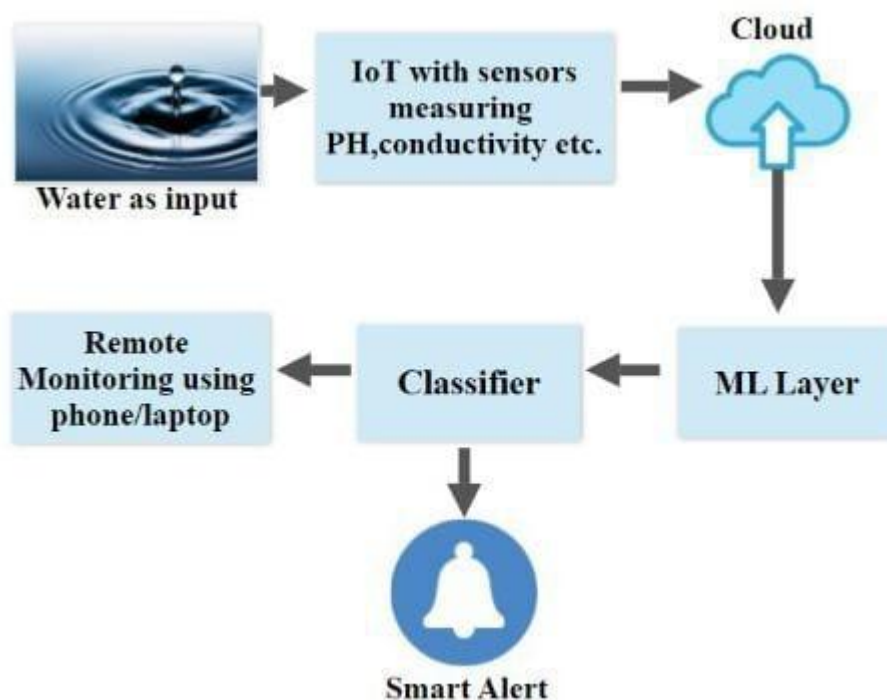 Water as input
IoT with sensors
measuring
PH,conductivity etc.
Cloud
ML Layer
Classifier
Remote
Monitoring using
phone/laptop
Smart Alert